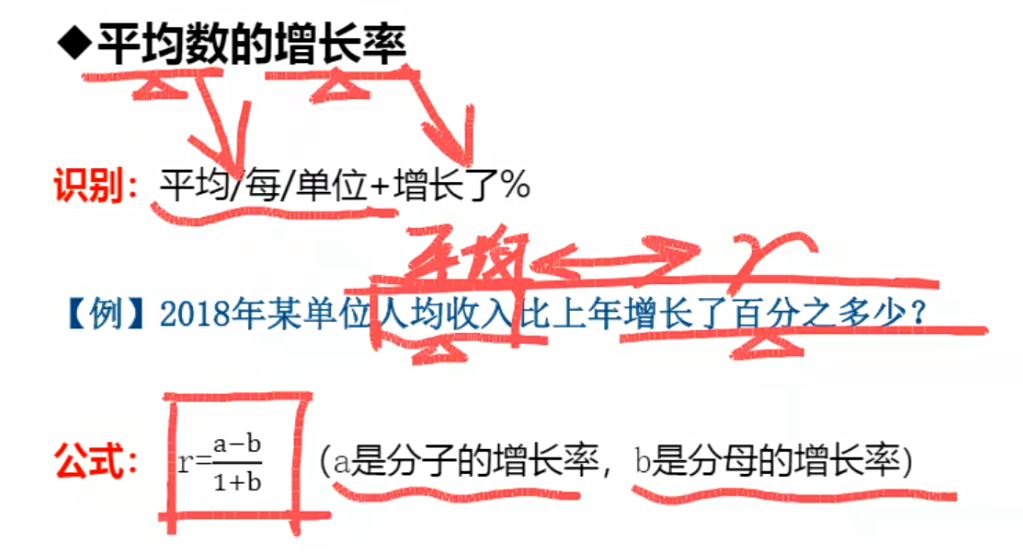 ◆平均数的增长率
识别：平均/每/单位+增长了%
平均 r
【例】2018年某单位人均收入比上年增长了百分之多少？
公式：r=\frac{a-b}{1+b}（a是分子的增长率，b是分母的增长率）